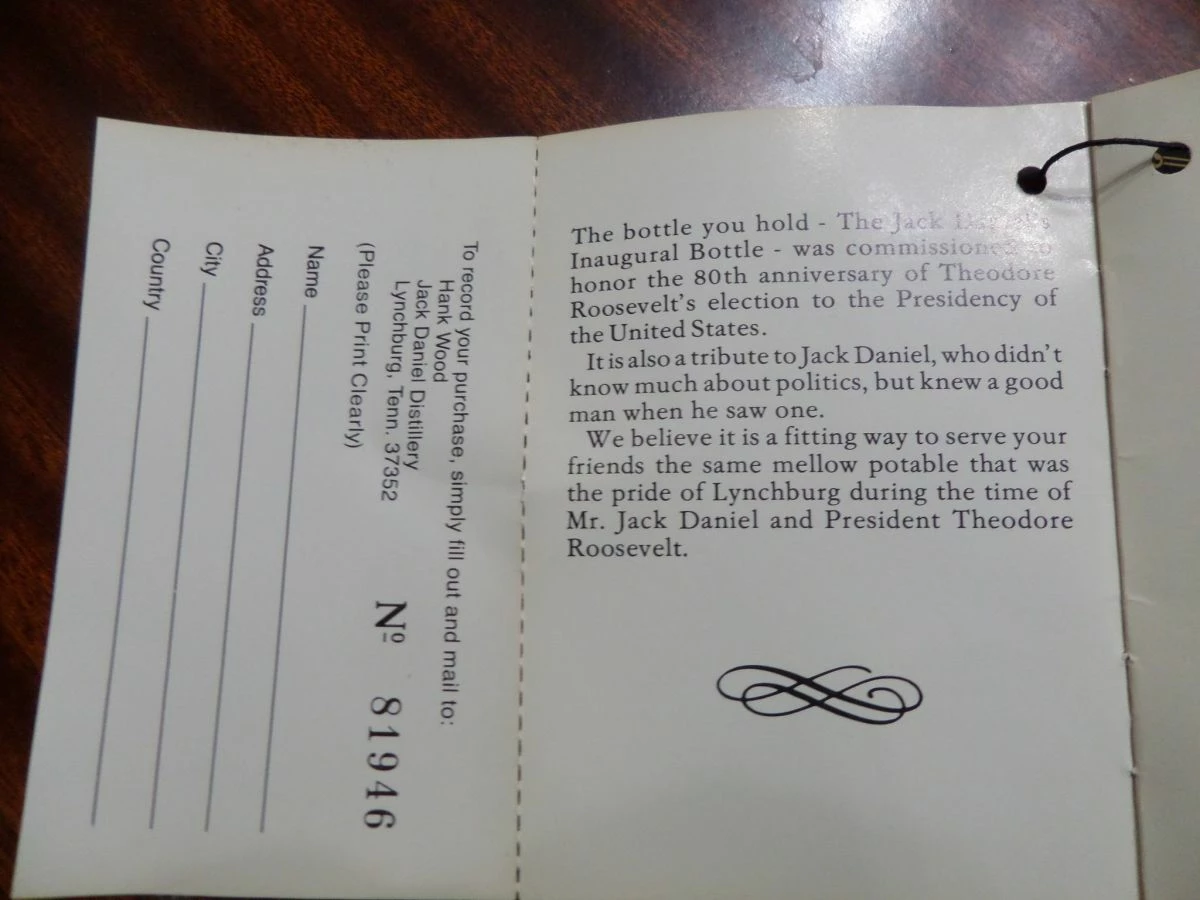 To record your purchase, simply fill out and mail to:
Hank Wood
Jack Daniel Distillery
Lynchburg, Tenn. 37352
(Please Print Clearly)
Nº 81946
Name
Address
City
Country
The bottle you hold - The Jack Daniel's
Inaugural Bottle - was commissioned to
honor the 80th anniversary of Theodore
Roosevelt's election to the Presidency of
the United States.
It is also a tribute to Jack Daniel, who didn't
know much about politics, but knew a good
man when he saw one.
We believe it is a fitting way to serve your
friends the same mellow potable that was
the pride of Lynchburg during the time of
Mr. Jack Daniel and President Theodore
Roosevelt.